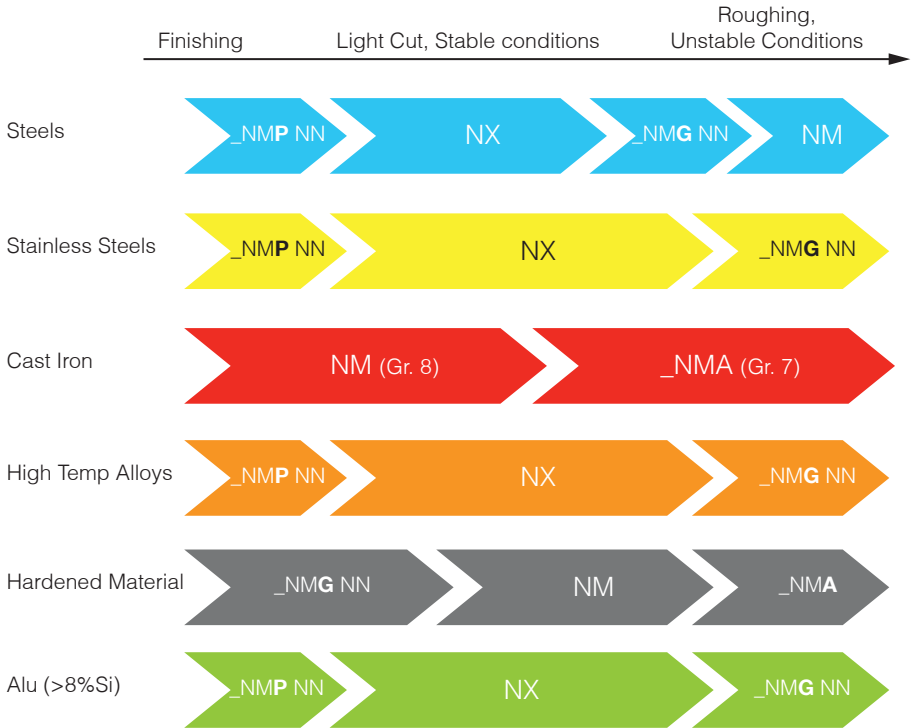 Roughing,
Finishing Light Cut, Stable conditions Unstable Conditions
Steels _NMP NN NX _NMG NN NM
Stainless Steels _NMP NN NX _NMG NN
Cast Iron NM (Gr. 8) _NMA (Gr. 7)
High Temp Alloys _NMP NN NX _NMG NN
Hardened Material _NMG NN NM _NMA
Alu (>8%Si) _NMP NN NX _NMG NN